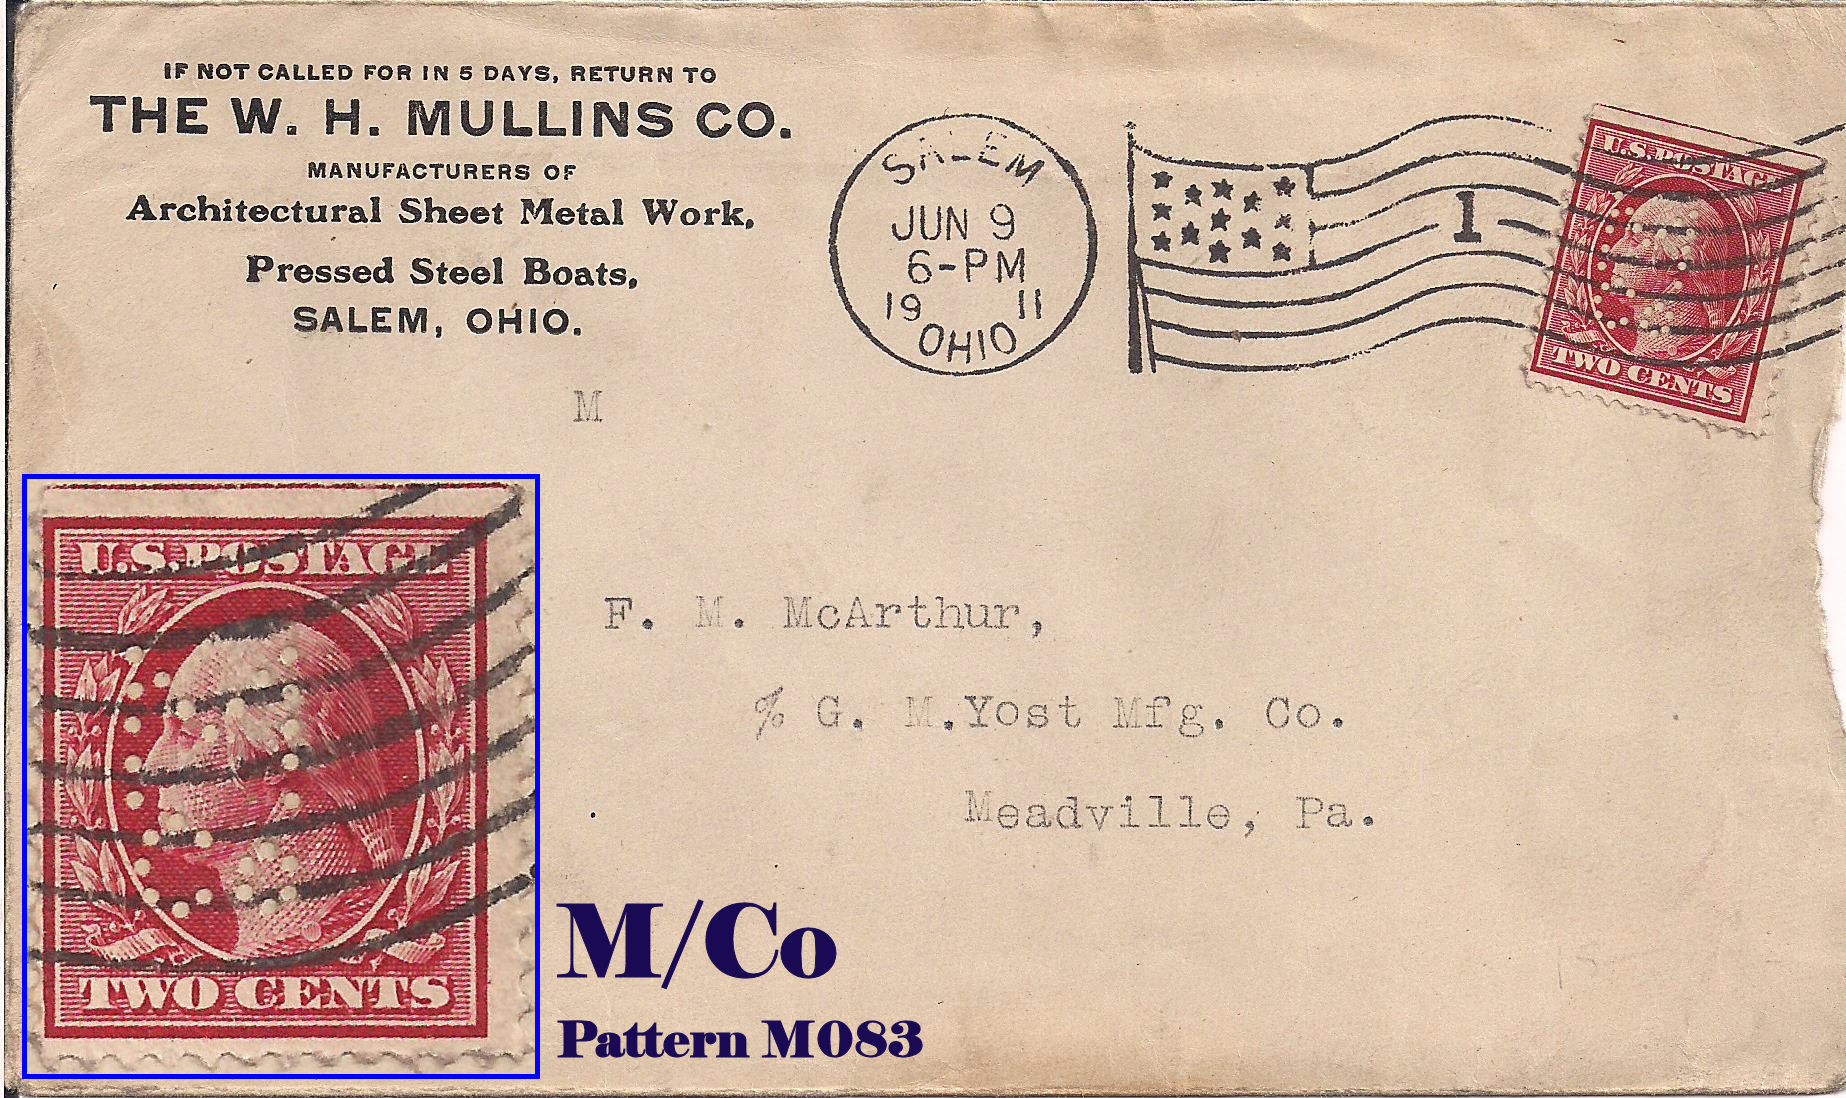 IF NOT CALLED FOR IN 5 DAYS, RETURN TO
THE W. H. MULLINS CO.
MANUFACTURERS OF
Architectural Sheet Metal Work,
Pressed Steel Boats,
SALEM, OHIO.
SALEM
JUN 9
6-PM
19 11
OHIO
1
U.S. POSTAGE
TWO CENTS
M
F. M. McArthur,
% G. M.Yost Mfg. Co.
Meadville, Pa.
U.S. POSTAGE
TWO CENTS
M/Co
Pattern M083